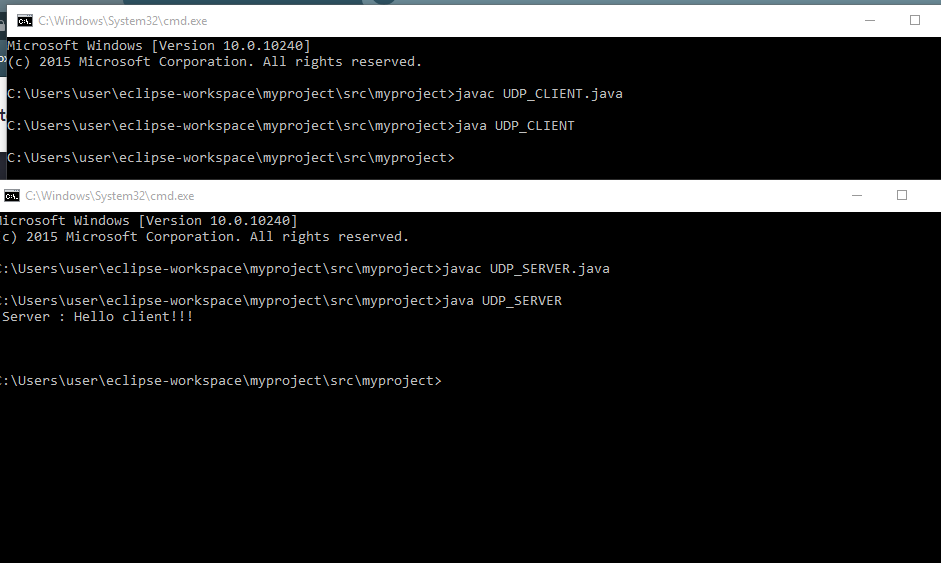 C:\Windows\System32\cmd.exe
Microsoft Windows [Version 10.0.10240]
(c) 2015 Microsoft Corporation. All rights reserved.
C:\Users\user\eclipse-workspace\myproject\src\myproject>javac UDP_CLIENT.java
C:\Users\user\eclipse-workspace\myproject\src\myproject>java UDP_CLIENT
C:\Users\user\eclipse-workspace\myproject\src\myproject>
C:\Windows\System32\cmd.exe
Microsoft Windows [Version 10.0.10240]
c) 2015 Microsoft Corporation. All rights reserved.
:\Users\user\eclipse-workspace\myproject\src\myproject>javac UDP_SERVER.java
:\Users\user\eclipse-workspace\myproject\src\myproject>java UDP_SERVER
Server : Hello client!!!
:\Users\user\eclipse-workspace\myproject\src\myproject>